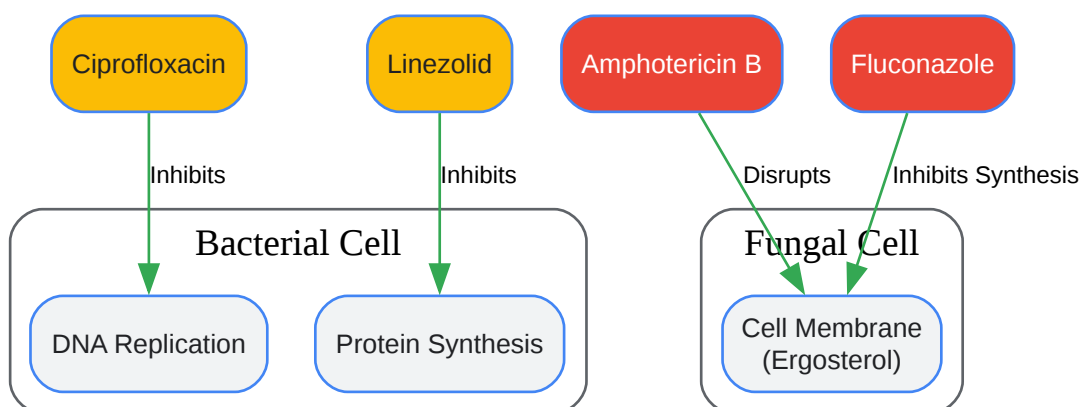 Ciprofloxacin
Linezolid
Amphotericin B
Fluconazole
Inhibits
Inhibits
Disrupts
Inhibits Synthesis
Bacterial Cell
Fungal Cell
DNA Replication
Protein Synthesis
Cell Membrane
(Ergosterol)